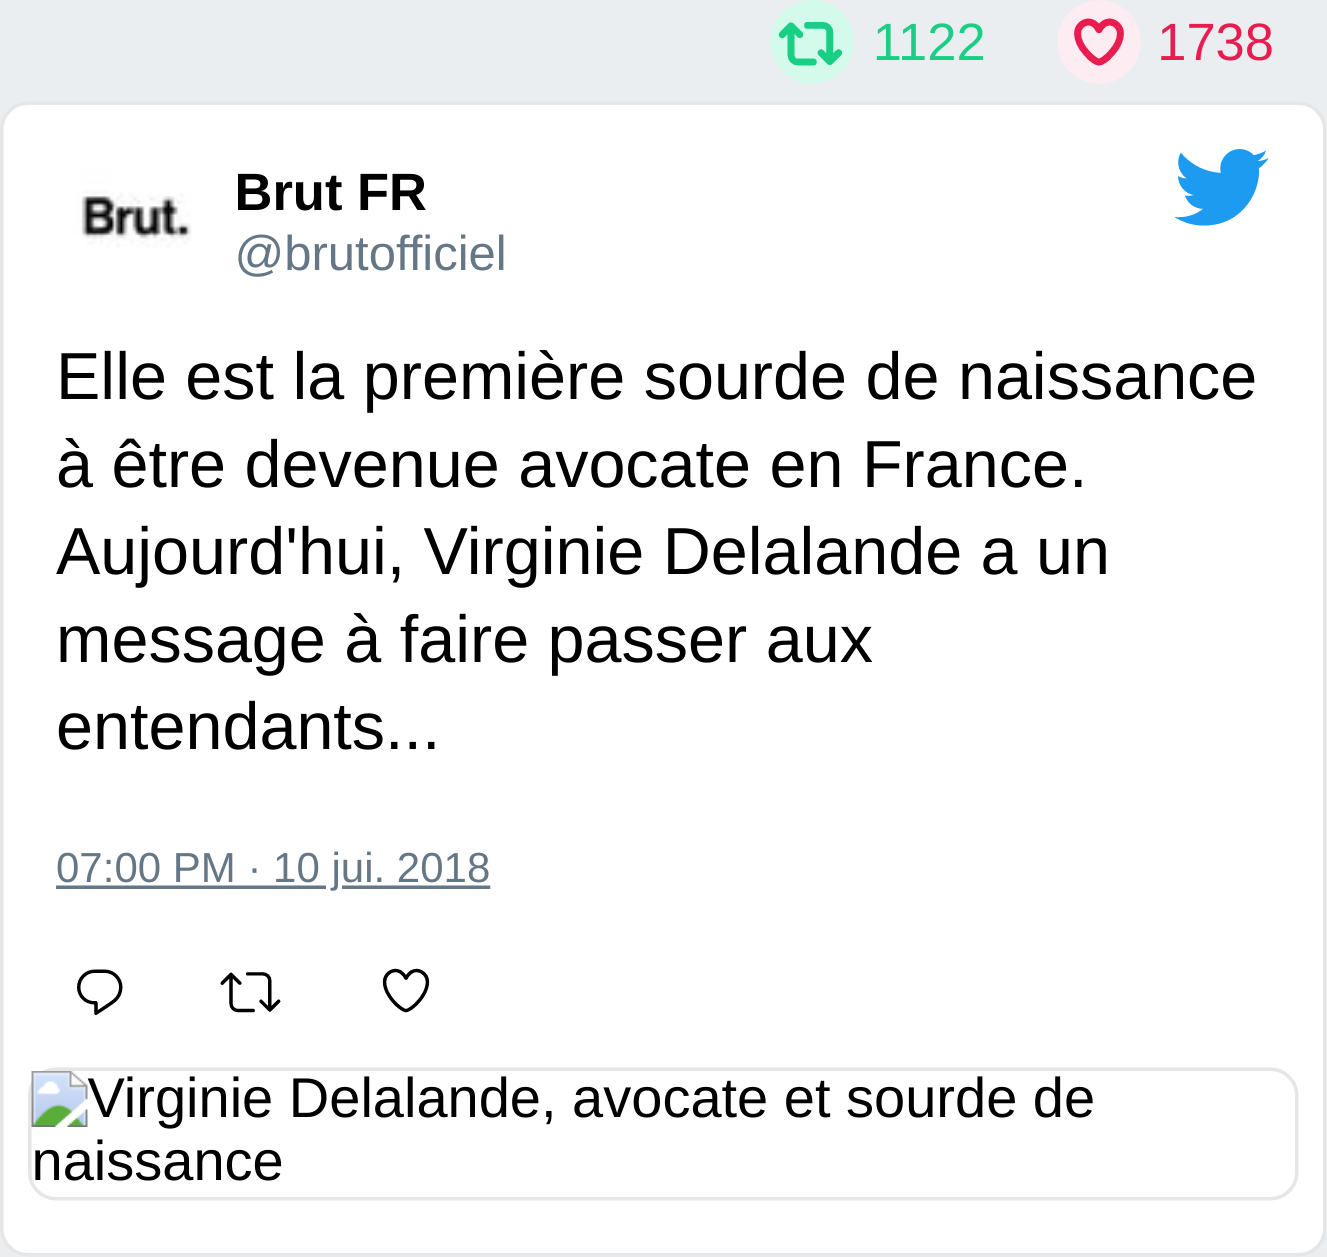 1122 1738
Brut. Brut FR
@brutofficiel
Elle est la première sourde de naissance
à être devenue avocate en France.
Aujourd'hui, Virginie Delalande a un
message à faire passer aux
entendants...
07:00 PM · 10 jui. 2018
Virginie Delalande, avocate et sourde de
naissance